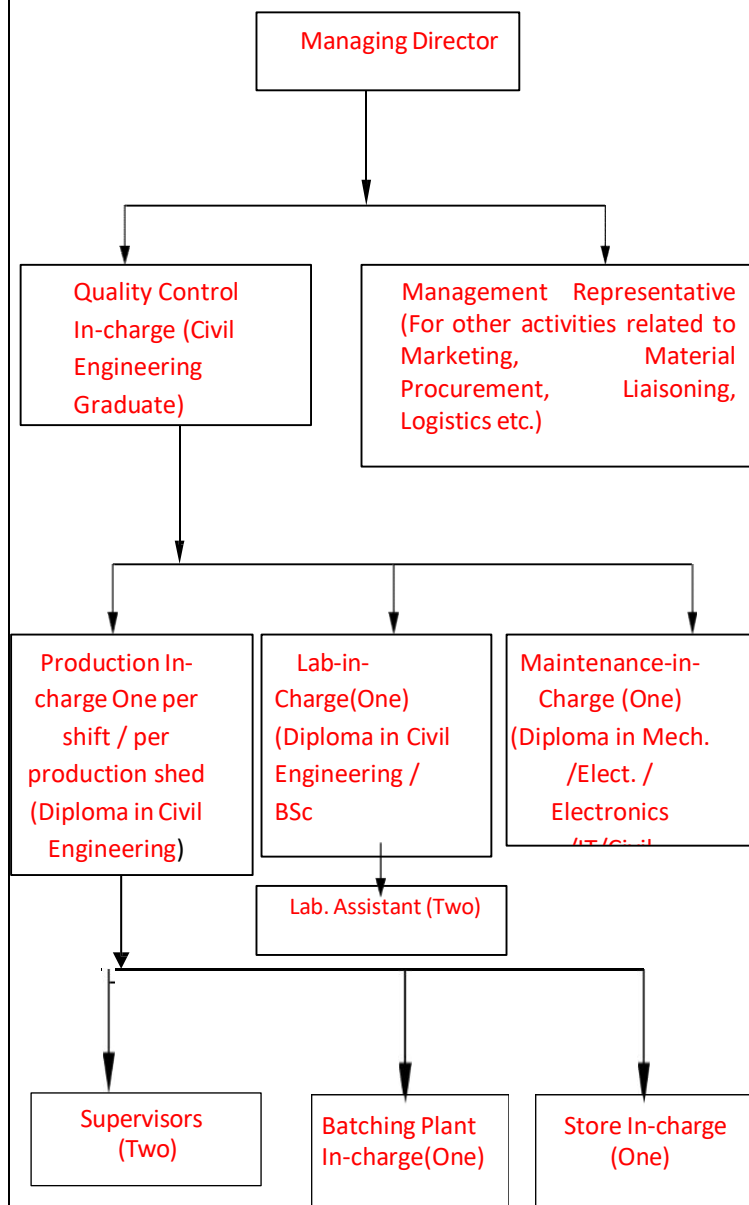 Managing Director
Quality Control
In-charge (Civil
Engineering
Graduate)
Management Representative
(For other activities related to
Marketing, Material
Procurement, Liaisoning,
Logistics etc.)
Production In-
charge One per
shift / per
production shed
(Diploma in Civil
Engineering)
Lab-in-
Charge(One)
(Diploma in Civil
Engineering /
BSc
Maintenance-in-
Charge (One)
(Diploma in Mech.
/Elect. /
Electronics
/IT/Civil
Lab. Assistant (Two)
Supervisors
(Two)
Batching Plant
In-charge(One)
Store In-charge
(One)